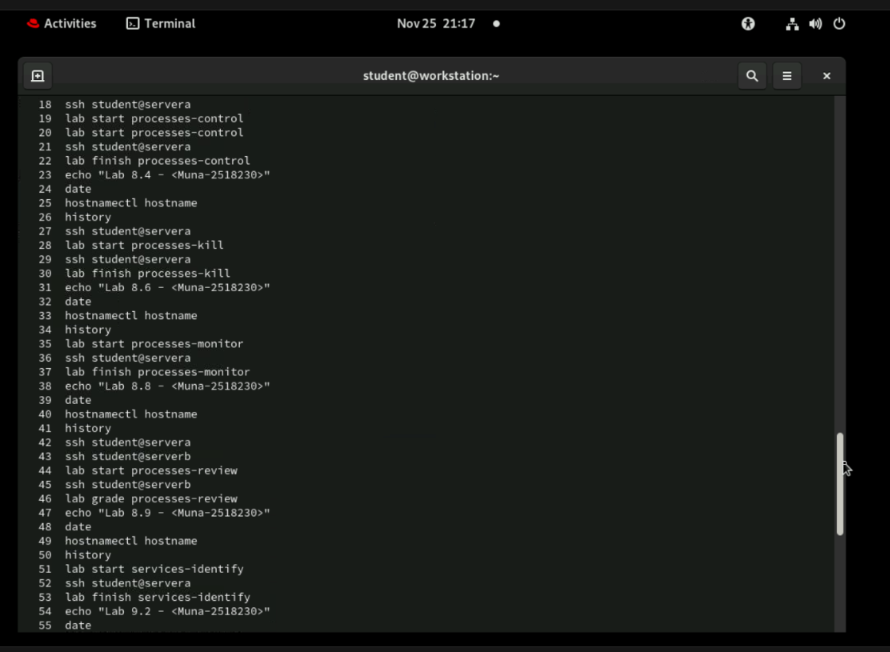 Activities Terminal Nov 25 21:17
student@workstation:~
18 ssh student@servera
19 lab start processes-control
20 lab start processes-control
21 ssh student@servera
22 lab finish processes-control
23 echo "Lab 8.4 - <Muna-2518230>"
24 date
25 hostnamectl hostname
26 history
27 ssh student@servera
28 lab start processes-kill
29 ssh student@servera
30 lab finish processes-kill
31 echo "Lab 8.6 - <Muna-2518230>"
32 date
33 hostnamectl hostname
34 history
35 lab start processes-monitor
36 ssh student@servera
37 lab finish processes-monitor
38 echo "Lab 8.8 - <Muna-2518230>"
39 date
40 hostnamectl hostname
41 history
42 ssh student@servera
43 ssh student@serverb
44 lab start processes-review
45 ssh student@serverb
46 lab grade processes-review
47 echo "Lab 8.9 - <Muna-2518230>"
48 date
49 hostnamectl hostname
50 history
51 lab start services-identify
52 ssh student@servera
53 lab finish services-identify
54 echo "Lab 9.2 - <Muna-2518230>"
55 date